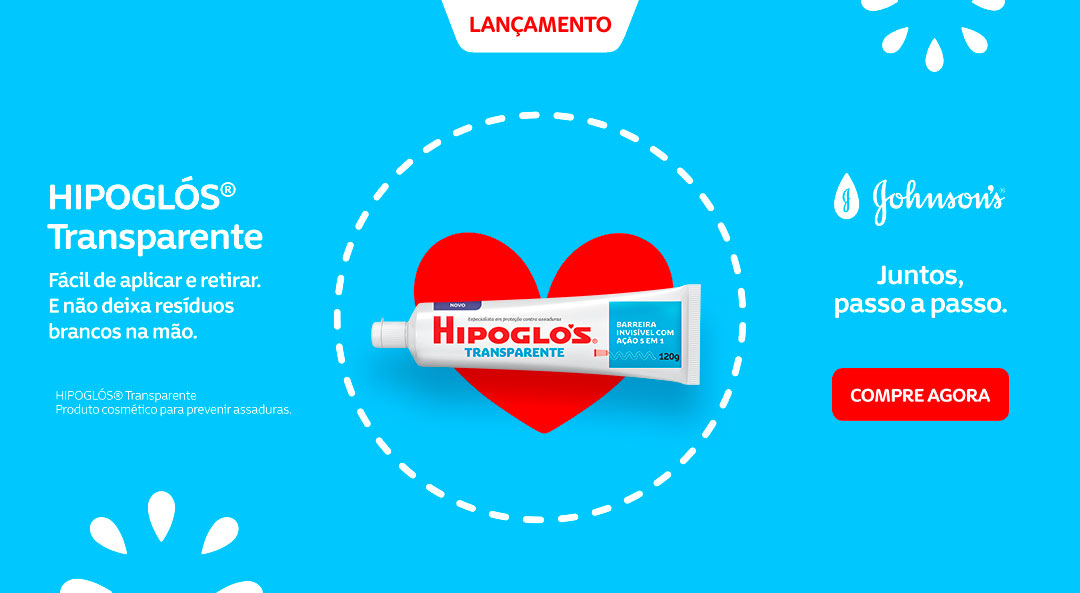 LANÇAMENTO
HIPOGLÓS®
Transparente
Fácil de aplicar e retirar.
E não deixa resíduos
brancos na mão.
HIPOGLÓS® Transparente
Produto cosmético para prevenir assaduras.
NOVO
Especialista em proteção contra assaduras
HIPOGLÓS®
TRANSPARENTE
BARREIRA
INVISÍVEL COM
AÇÃO 5 EM 1
120g
Johnson's
Juntos,
passo a passo.
COMPRE AGORA